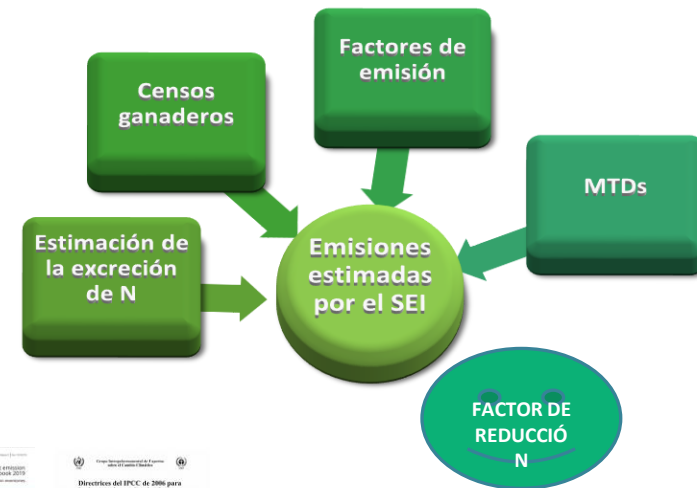 Factores de
emisión
Censos
ganaderos
MTDs
Estimación de
la excreción
de N
Emisiones
estimadas
por el SEI
FACTOR DE
REDUCCIÓ
N
emission
book 2019
Directrices del IPCC de 2006 para